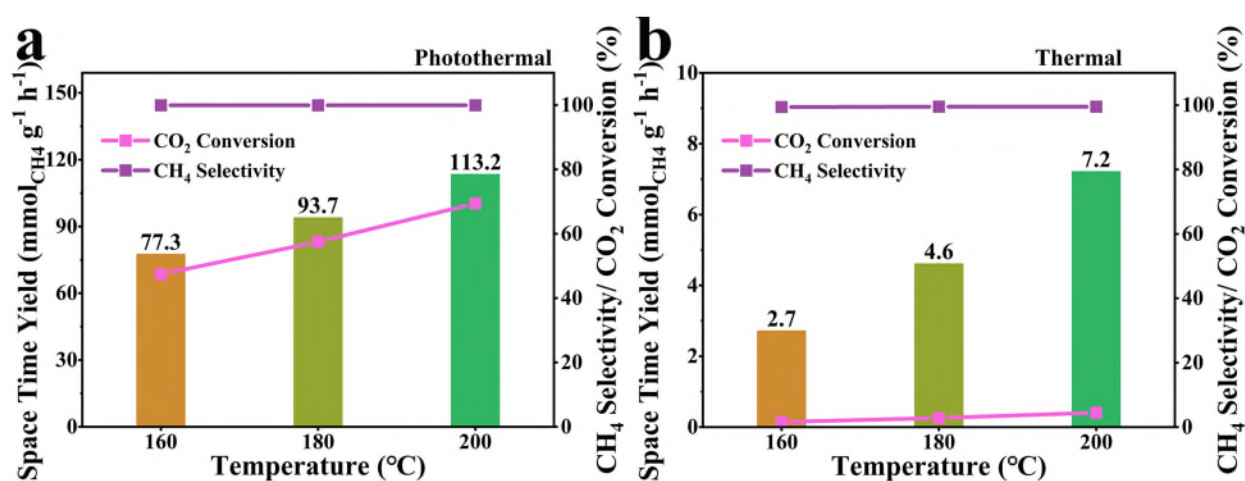 a
Photothermal
Space Time Yield (mmol_CH4 g⁻¹ h⁻¹)
150
120
90
60
30
0
CO₂ Conversion
CH₄ Selectivity
77.3
93.7
113.2
100
80
60
40
20
0
CH₄ Selectivity/ CO₂ Conversion (%)
160
180
200
Temperature (°C)
b
Thermal
Space Time Yield (mmol_CH4 g⁻¹ h⁻¹)
10
8
6
4
2
0
CO₂ Conversion
CH₄ Selectivity
2.7
4.6
7.2
100
80
60
40
20
0
CH₄ Selectivity/ CO₂ Conversion (%)
160
180
200
Temperature (°C)